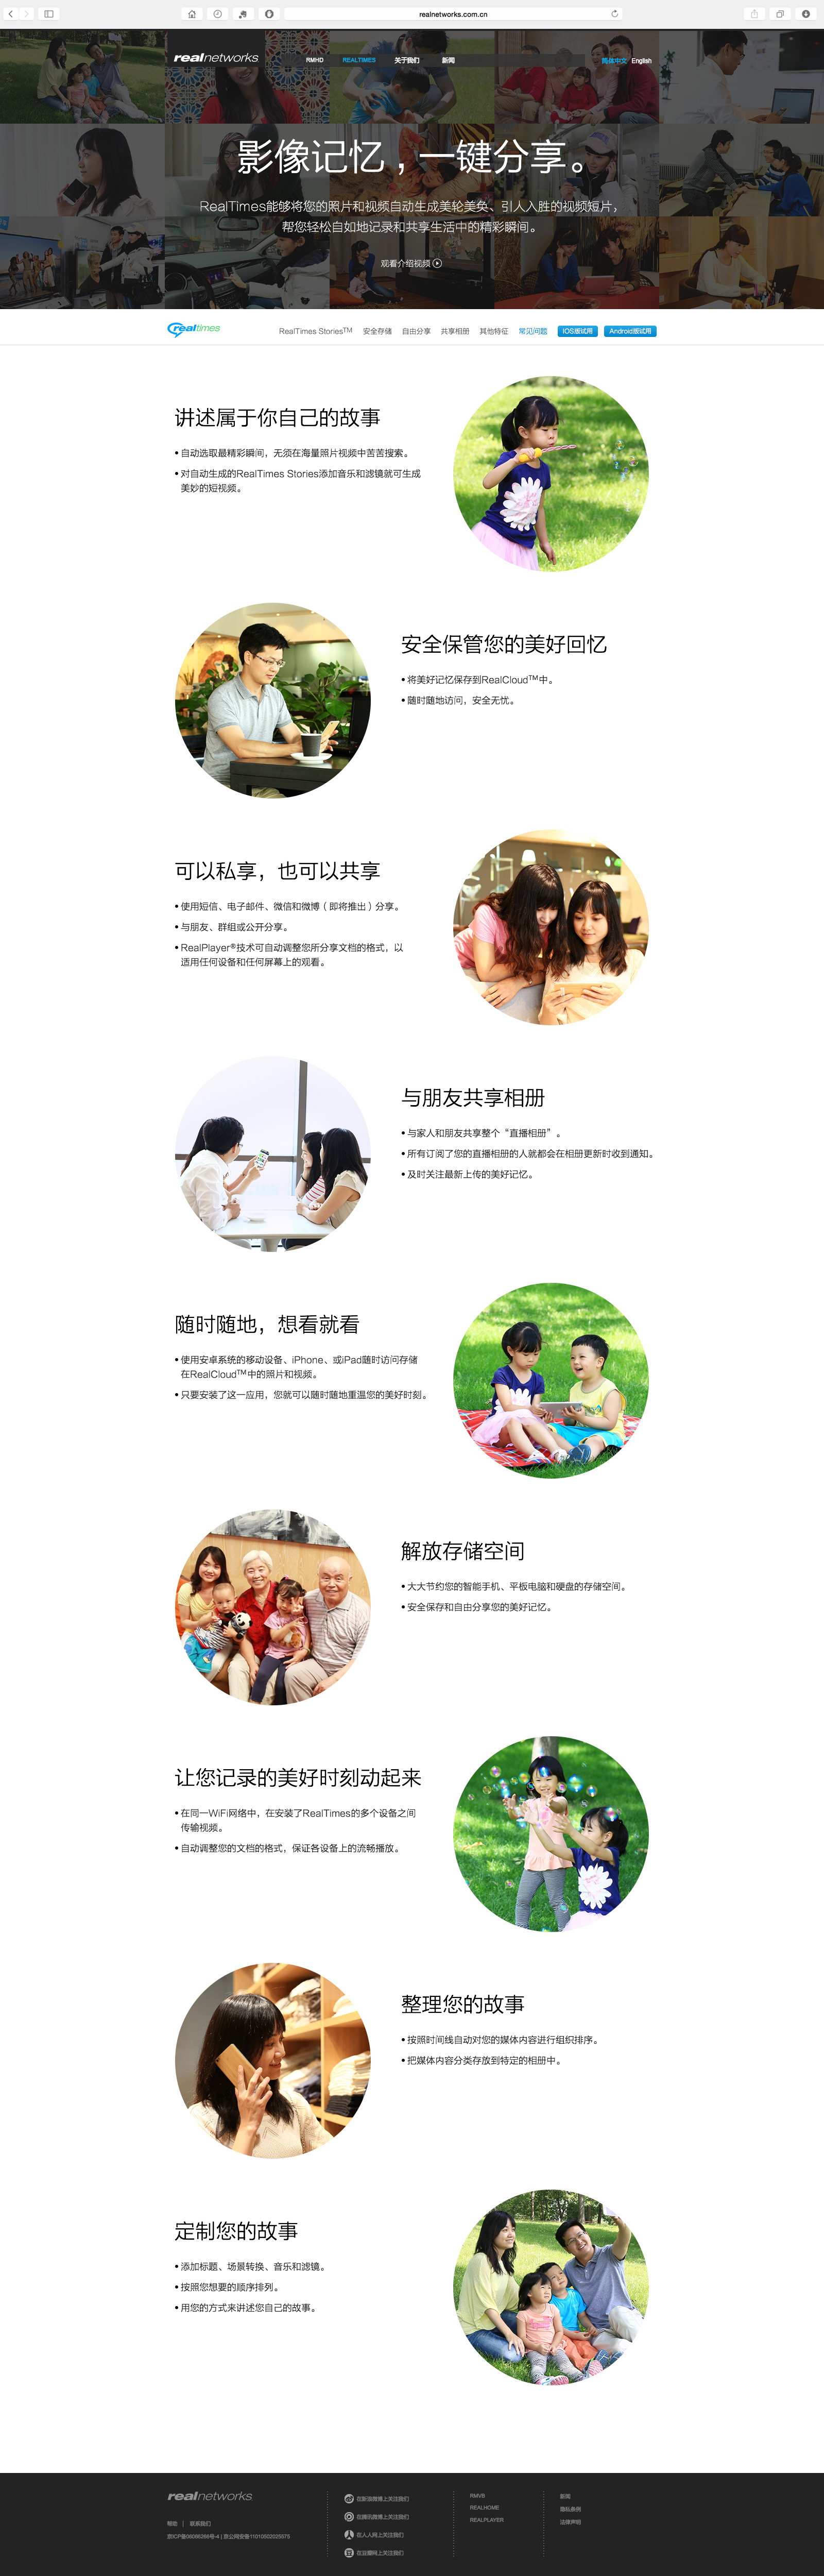 realnetworks.com.cn
realnetworks.
RMHD REALTIMES 关于我们 新闻
简体中文 English
影像记忆，一键分享。
RealTimes能够将您的照片和视频自动生成美轮美奂、引人入胜的视频短片，
帮您轻松自如地记录和共享生活中的精彩瞬间。
观看介绍视频
realtimes
RealTimes Stories™ 安全存储 自由分享 共享相册 其他特征 常见问题 IOS版试用 Android版试用
讲述属于你自己的故事
• 自动选取最精彩瞬间，无须在海量照片视频中苦苦搜索。
• 对自动生成的RealTimes Stories添加音乐和滤镜就可生成
美妙的短视频。
安全保管您的美好回忆
• 将美好记忆保存到RealCloud™中。
• 随时随地访问，安全无忧。
可以私享，也可以共享
• 使用短信、电子邮件、微信和微博（即将推出）分享。
• 与朋友、群组或公开分享。
• RealPlayer®技术可自动调整您所分享文档的格式，以
适用任何设备和任何屏幕上的观看。
与朋友共享相册
• 与家人和朋友共享整个“直播相册”。
• 所有订阅了您的直播相册的人就都会在相册更新时收到通知。
• 及时关注最新上传的美好记忆。
随时随地，想看就看
• 使用安卓系统的移动设备、iPhone、或iPad随时访问存储
在RealCloud™中的照片和视频。
• 只要安装了这一应用，您就可以随时随地重温您的美好时刻。
解放存储空间
• 大大节约您的智能手机、平板电脑和硬盘的存储空间。
• 安全保存和自由分享您的美好记忆。
让您记录的美好时刻动起来
• 在同一WiFi网络中，在安装了RealTimes的多个设备之间
传输视频。
• 自动调整您的文档的格式，保证各设备上的流畅播放。
整理您的故事
• 按照时间线自动对您的媒体内容进行组织排序。
• 把媒体内容分类存放到特定的相册中。
定制您的故事
• 添加标题、场景转换、音乐和滤镜。
• 按照您想要的顺序排列。
• 用您的方式来讲述您自己的故事。
realnetworks
帮助 | 联系我们
在新浪微博上关注我们
在腾讯微博上关注我们
在人人网上关注我们
在豆瓣网上关注我们
RMVB
REALHOME
REALPLAYER
新闻
隐私条例
法律声明